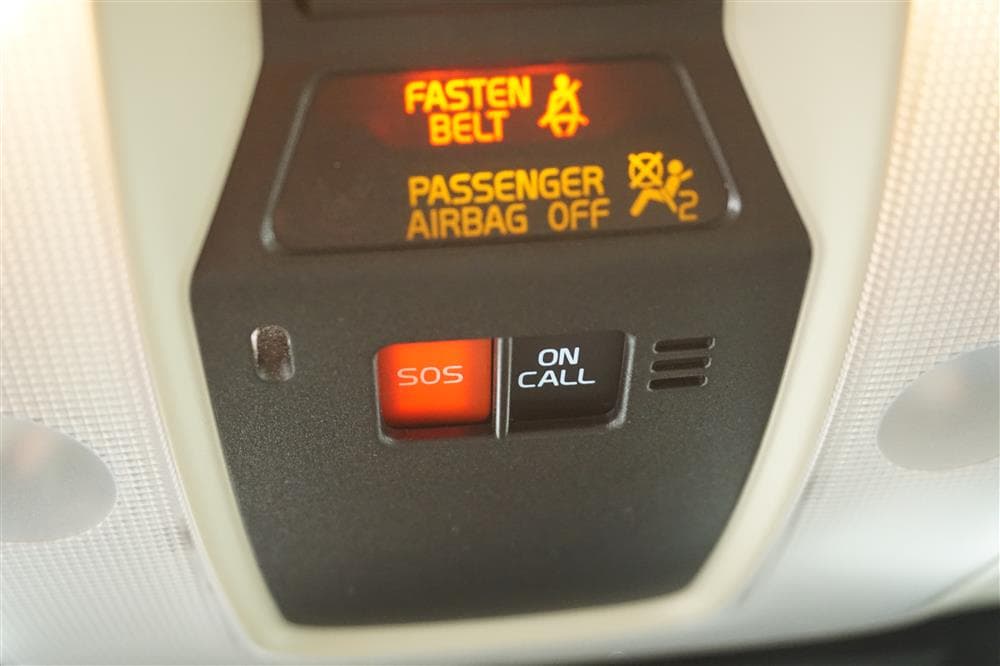 FASTEN
BELT
PASSENGER
AIRBAG OFF 2
SOS
ON
CALL